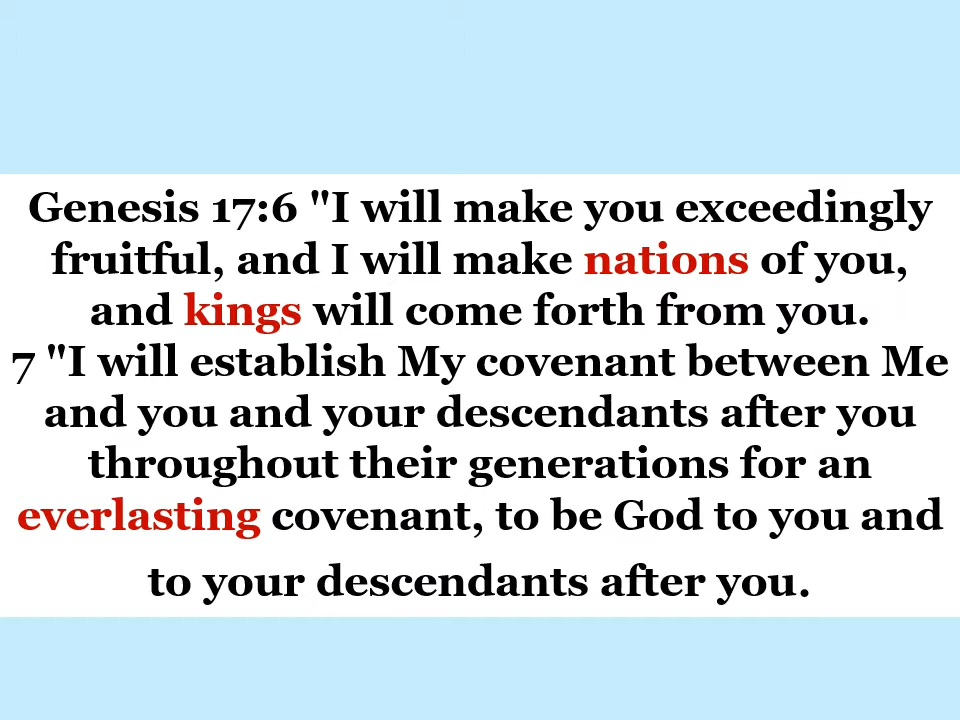 Genesis 17:6 "I will make you exceedingly
fruitful, and I will make nations of you,
and kings will come forth from you.
7 "I will establish My covenant between Me
and you and your descendants after you
throughout their generations for an
everlasting covenant, to be God to you and
to your descendants after you.